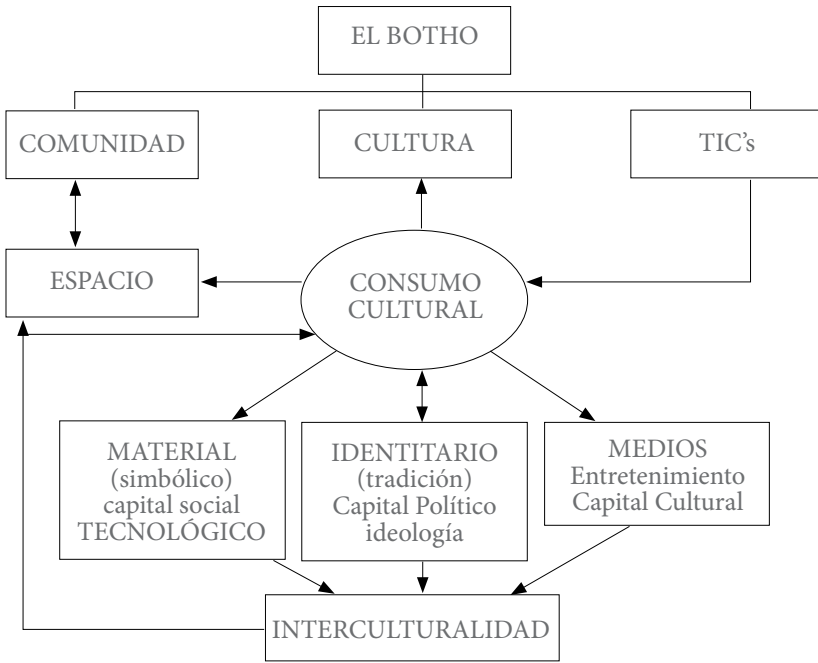 EL BOTHO
COMUNIDAD
CULTURA
TIC’s
ESPACIO
CONSUMO
CULTURAL
MATERIAL
(simbólico)
capital social
TECNOLÓGICO
IDENTITARIO
(tradición)
Capital Político
ideología
MEDIOS
Entretenimiento
Capital Cultural
INTERCULTURALIDAD